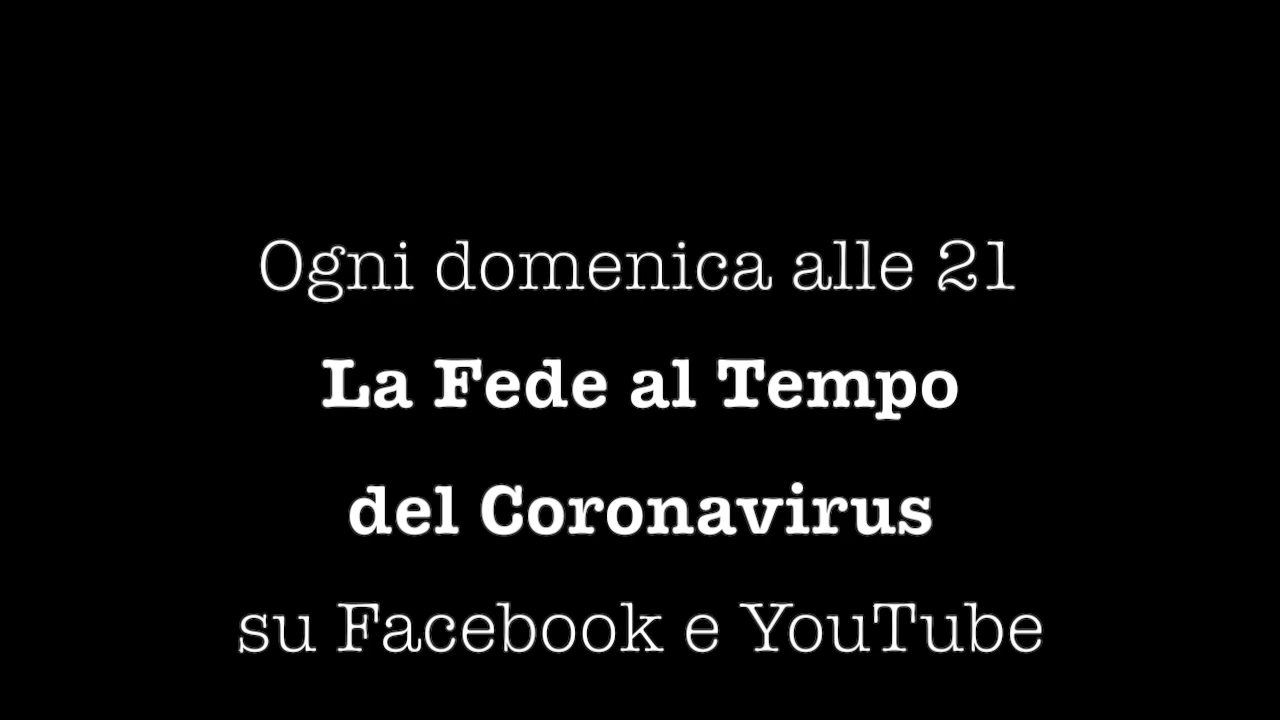 Ogni domenica alle 21
La Fede al Tempo
del Coronavirus
su Facebook e YouTube